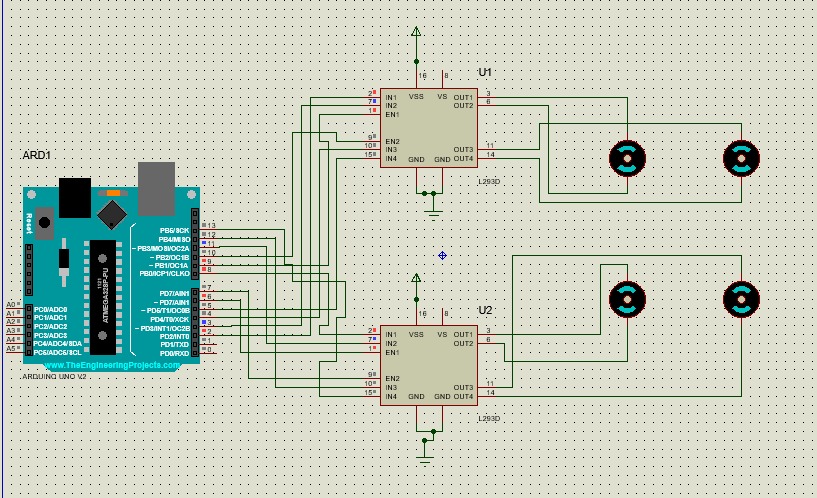 ARD1
Reset
ATMEGA328P-PU
1121
~
PB5/SCK
PB4/MISO
~ PB3/MOSI/OC2A
~ PB2/OC1B
~ PB1/OC1A
PB0/ICP1/CLKO
PD7/AIN1
~ PD7/AIN1
~ PD5/T1/OC0B
PD4/T0/XCK
~ PD3/INT1/OC2B
PD2/INT0
PD1/TXD
PD0/RXD
13
12
11
10
9
8
7
6
5
4
3
2
1
0
A0
A1
A2
A3
A4
A5
PC0/ADC0
PC1/ADC1
PC2/ADC2
PC3/ADC3
PC4/ADC4/SDA
PC5/ADC5/SCL
www.TheEngineeringProjects.com
ARDUINO UNO V2
U1
16 8
2 IN1 VSS VS OUT1 3
7 IN2 OUT2 6
1 EN1
9 EN2
10 IN3 OUT3 11
15 IN4 GND GND OUT4 14
L293D
U2
16 8
2 IN1 VSS VS OUT1 3
7 IN2 OUT2 6
1 EN1
9 EN2
10 IN3 OUT3 11
15 IN4 GND GND OUT4 14
L293D